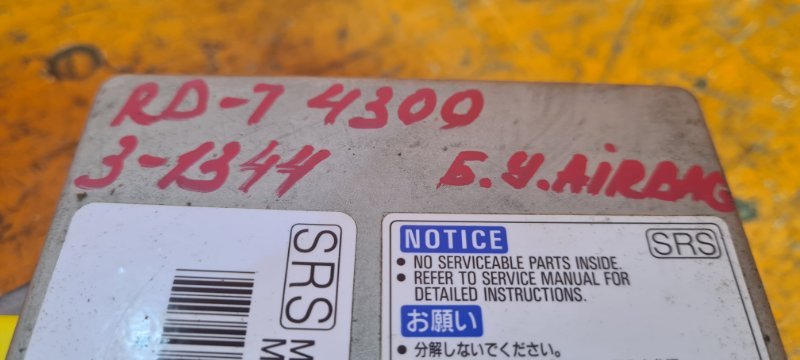 RD-7 4300
3-1344 Б.У. AiRBAG
SRS
NOTICE SRS
• NO SERVICEABLE PARTS INSIDE.
• REFER TO SERVICE MANUAL FOR
DETAILED INSTRUCTIONS.
お願い
• 分解しないでください。